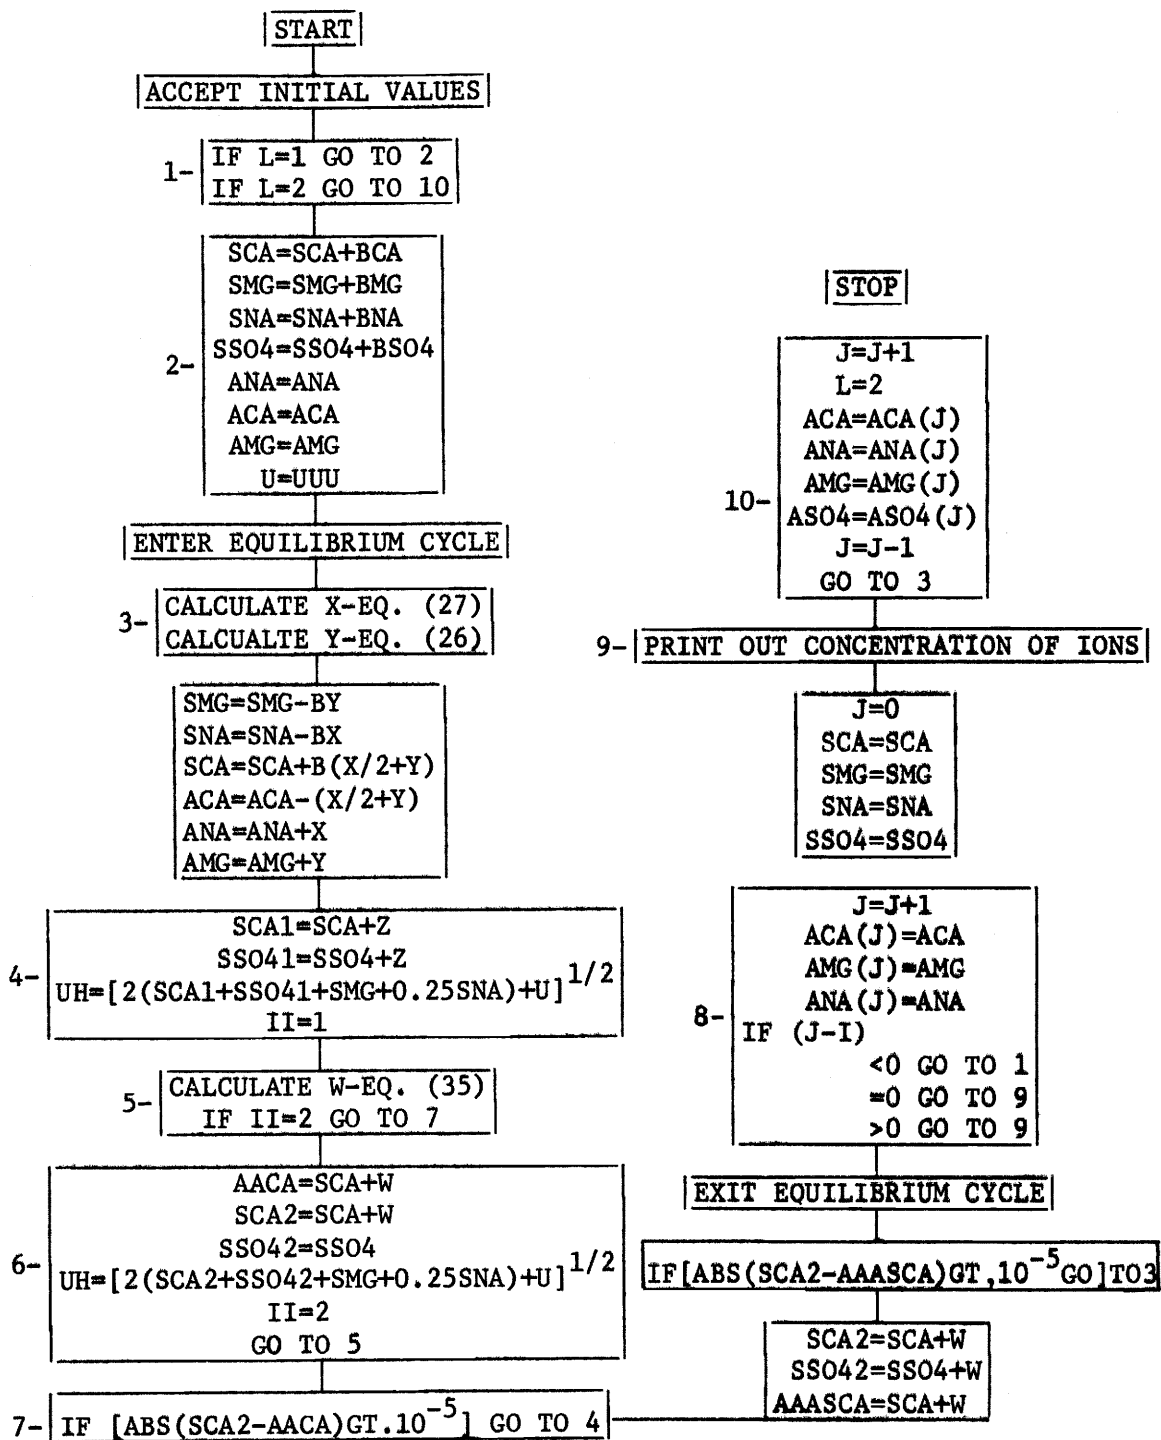 START
ACCEPT INITIAL VALUES
1- IF L=1 GO TO 2
IF L=2 GO TO 10
2- SCA=SCA+BCA
SMG=SMG+BMG
SNA=SNA+BNA
SSO4=SSO4+BSO4
ANA=ANA
ACA=ACA
AMG=AMG
U=UUU
ENTER EQUILIBRIUM CYCLE
3- CALCULATE X-EQ. (27)
CALCUALTE Y-EQ. (26)
SMG=SMG-BY
SNA=SNA-BX
SCA=SCA+B(X/2+Y)
ACA=ACA-(X/2+Y)
ANA=ANA+X
AMG=AMG+Y
4- SCA1=SCA+Z
SSO41=SSO4+Z
UH=[2(SCA1+SSO41+SMG+0.25SNA)+U]^1/2
II=1
5- CALCULATE W-EQ. (35)
IF II=2 GO TO 7
6- AACA=SCA+W
SCA2=SCA+W
SSO42=SSO4
UH=[2(SCA2+SSO42+SMG+0.25SNA)+U]^1/2
II=2
GO TO 5
7- IF [ABS(SCA2-AACA)GT.10^-5] GO TO 4
SCA2=SCA+W
SSO42=SSO4+W
AAASCA=SCA+W
IF[ABS(SCA2-AAASCA)GT,10^-5GO]TO3
EXIT EQUILIBRIUM CYCLE
8- J=J+1
ACA(J)=ACA
AMG(J)=AMG
ANA(J)=ANA
IF (J-I)
<0 GO TO 1
=0 GO TO 9
>0 GO TO 9
J=0
SCA=SCA
SMG=SMG
SNA=SNA
SSO4=SSO4
9- PRINT OUT CONCENTRATION OF IONS
10- J=J+1
L=2
ACA=ACA(J)
ANA=ANA(J)
AMG=AMG(J)
ASO4=ASO4(J)
J=J-1
GO TO 3
STOP